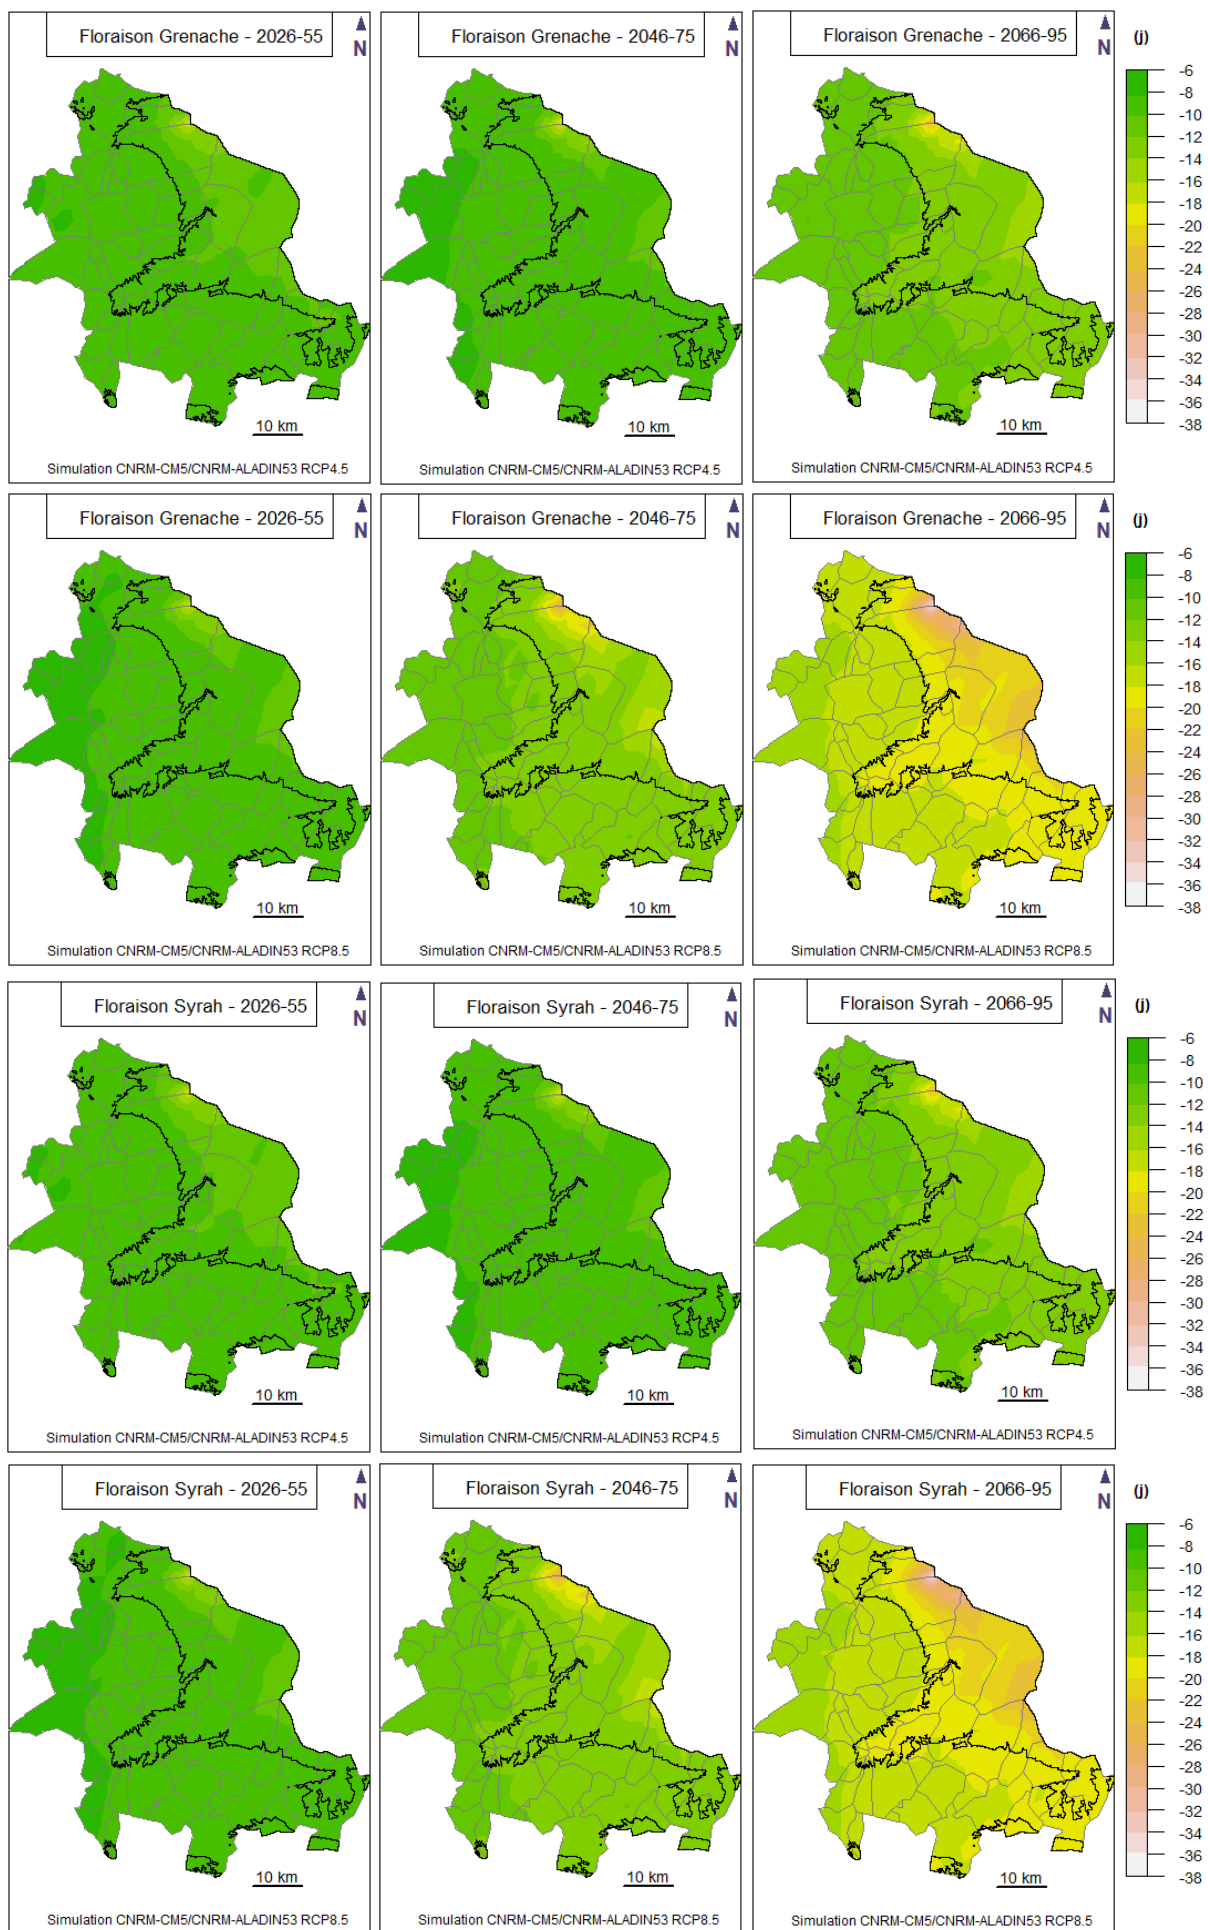 Floraison Grenache - 2026-55
N
Floraison Grenache - 2046-75
N
Floraison Grenache - 2066-95
N
(j)
-6
-8
-10
-12
-14
-16
-18
-20
-22
-24
-26
-28
-30
-32
-34
-36
-38
10 km
10 km
10 km
Simulation CNRM-CM5/CNRM-ALADIN53 RCP4.5
Simulation CNRM-CM5/CNRM-ALADIN53 RCP4.5
Simulation CNRM-CM5/CNRM-ALADIN53 RCP4.5
Floraison Grenache - 2026-55
N
Floraison Grenache - 2046-75
N
Floraison Grenache - 2066-95
N
(j)
-6
-8
-10
-12
-14
-16
-18
-20
-22
-24
-26
-28
-30
-32
-34
-36
-38
10 km
10 km
10 km
Simulation CNRM-CM5/CNRM-ALADIN53 RCP8.5
Simulation CNRM-CM5/CNRM-ALADIN53 RCP8.5
Simulation CNRM-CM5/CNRM-ALADIN53 RCP8.5
Floraison Syrah - 2026-55
N
Floraison Syrah - 2046-75
N
Floraison Syrah - 2066-95
N
(j)
-6
-8
-10
-12
-14
-16
-18
-20
-22
-24
-26
-28
-30
-32
-34
-36
-38
10 km
10 km
10 km
Simulation CNRM-CM5/CNRM-ALADIN53 RCP4.5
Simulation CNRM-CM5/CNRM-ALADIN53 RCP4.5
Simulation CNRM-CM5/CNRM-ALADIN53 RCP4.5
Floraison Syrah - 2026-55
N
Floraison Syrah - 2046-75
N
Floraison Syrah - 2066-95
N
(j)
-6
-8
-10
-12
-14
-16
-18
-20
-22
-24
-26
-28
-30
-32
-34
-36
-38
10 km
10 km
10 km
Simulation CNRM-CM5/CNRM-ALADIN53 RCP8.5
Simulation CNRM-CM5/CNRM-ALADIN53 RCP8.5
Simulation CNRM-CM5/CNRM-ALADIN53 RCP8.5